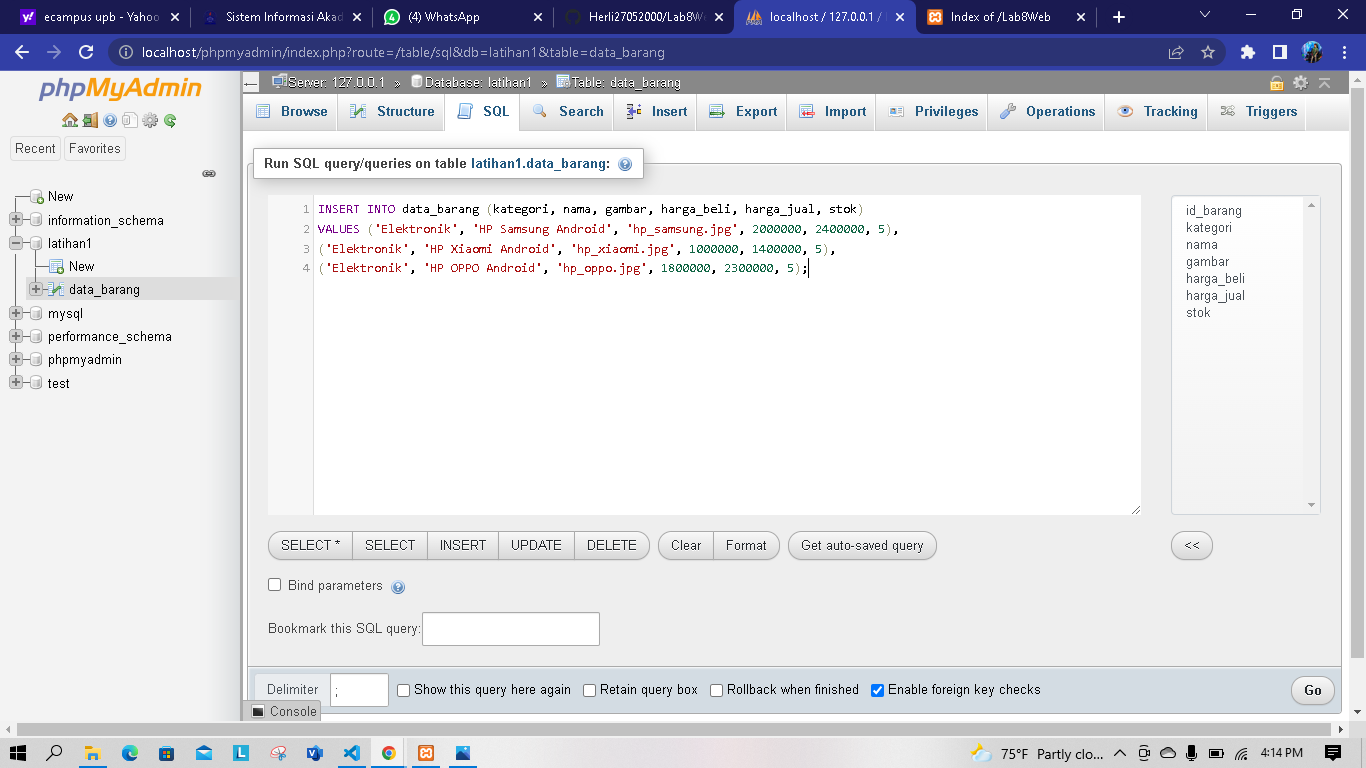 ecampus upb - Yahoo
Sistem Informasi Akad
(4) WhatsApp
Herli27052000/Lab8W
localhost / 127.0.0.1 /
Index of /Lab8Web
localhost/phpmyadmin/index.php?route=/table/sql&db=latihan1&table=data_barang
phpMyAdmin
Recent Favorites
New
information_schema
latihan1
New
data_barang
mysql
performance_schema
phpmyadmin
test
Server: 127.0.0.1 » Database: latihan1 » Table: data_barang
Browse Structure SQL Search Insert Export Import Privileges Operations Tracking Triggers
Run SQL query/queries on table latihan1.data_barang:
1 INSERT INTO data_barang (kategori, nama, gambar, harga_beli, harga_jual, stok)
2 VALUES ('Elektronik', 'HP Samsung Android', 'hp_samsung.jpg', 2000000, 2400000, 5),
3 ('Elektronik', 'HP Xiaomi Android', 'hp_xiaomi.jpg', 1000000, 1400000, 5),
4 ('Elektronik', 'HP OPPO Android', 'hp_oppo.jpg', 1800000, 2300000, 5);
id_barang
kategori
nama
gambar
harga_beli
harga_jual
stok
SELECT * SELECT INSERT UPDATE DELETE Clear Format Get auto-saved query <<
Bind parameters
Bookmark this SQL query:
Delimiter ; Show this query here again Retain query box Rollback when finished Enable foreign key checks Go
Console
75°F Partly clo... 4:14 PM